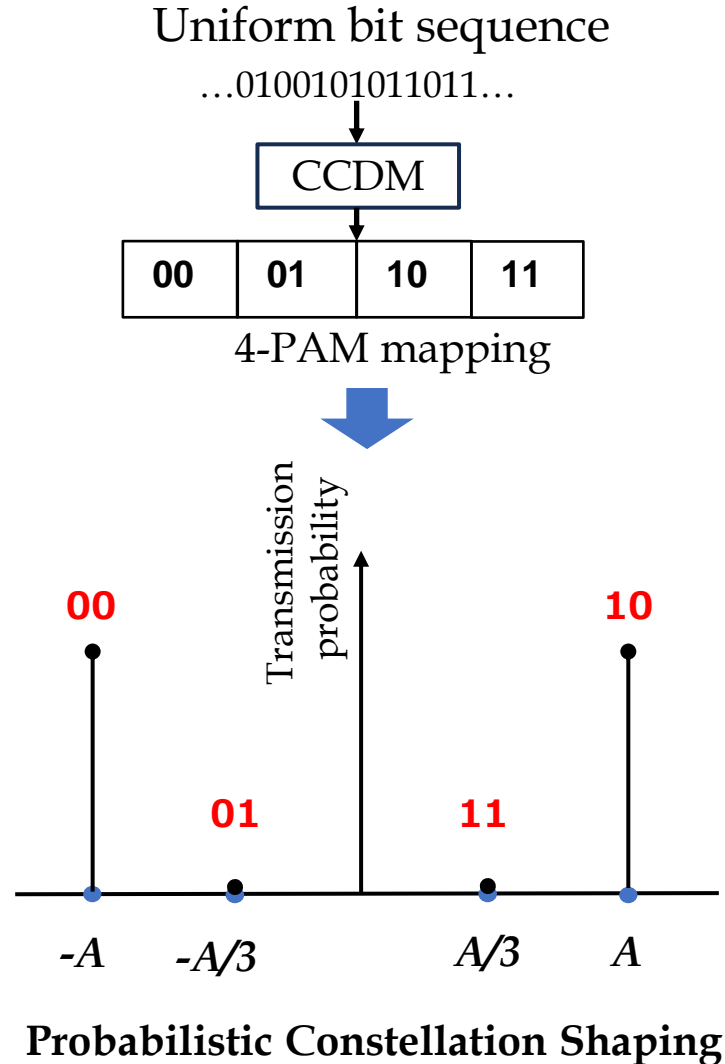 Uniform bit sequence
…0100101011011…
CCDM
00 01 10 11
4-PAM mapping
Transmission
probability
00 10
01 11
-A -A/3 A/3 A
Probabilistic Constellation Shaping